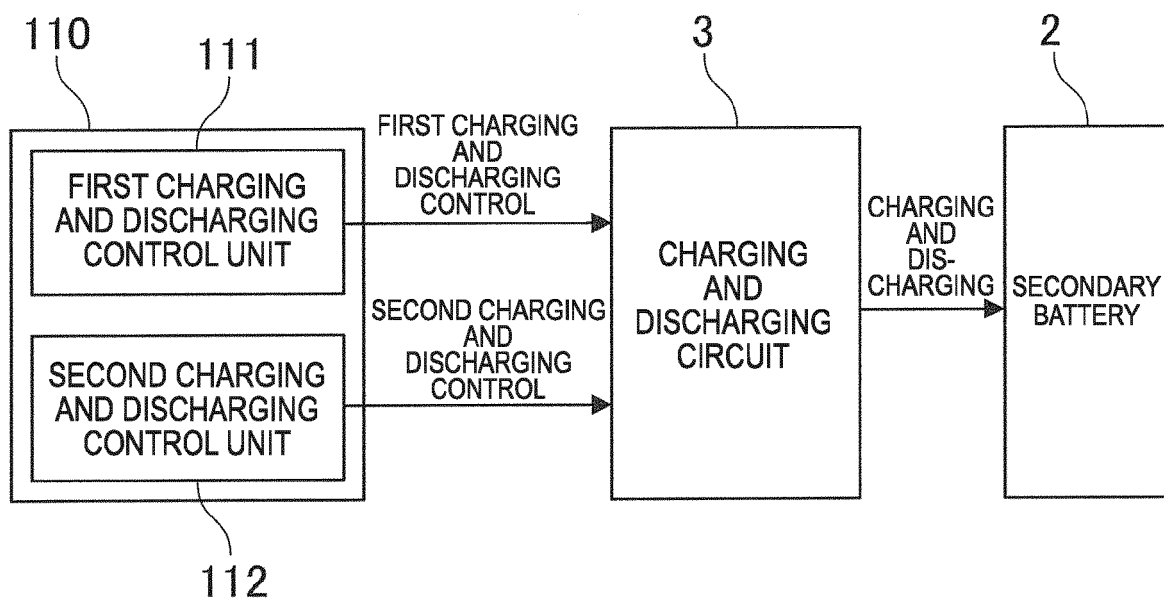 110
111
3
2
FIRST CHARGING
AND DISCHARGING
CONTROL UNIT
FIRST CHARGING
AND
DISCHARGING
CONTROL
SECOND CHARGING
AND DISCHARGING
CONTROL UNIT
SECOND CHARGING
AND
DISCHARGING
CONTROL
CHARGING
AND
DISCHARGING
CIRCUIT
CHARGING
AND
DIS-
CHARGING
SECONDARY
BATTERY
112